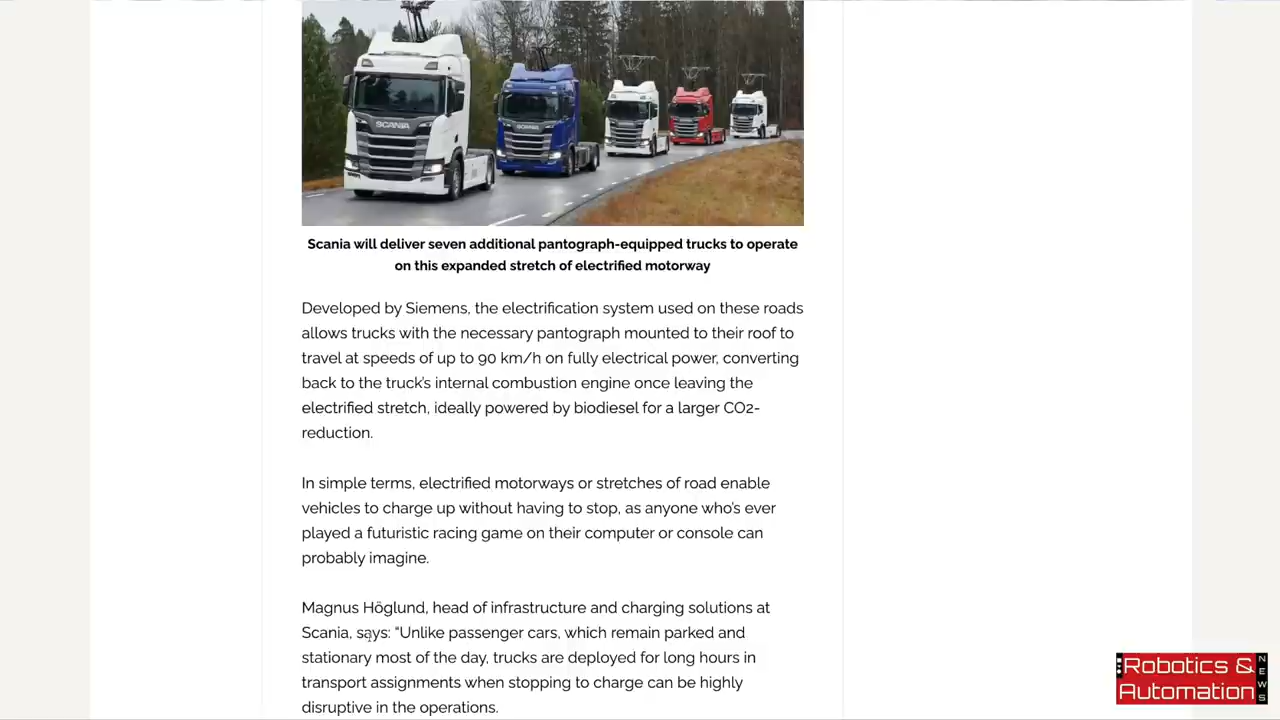 SCANIA
SCANIA
Scania will deliver seven additional pantograph-equipped trucks to operate
on this expanded stretch of electrified motorway
Developed by Siemens, the electrification system used on these roads
allows trucks with the necessary pantograph mounted to their roof to
travel at speeds of up to 90 km/h on fully electrical power, converting
back to the truck's internal combustion engine once leaving the
electrified stretch, ideally powered by biodiesel for a larger CO2-
reduction.
In simple terms, electrified motorways or stretches of road enable
vehicles to charge up without having to stop, as anyone who's ever
played a futuristic racing game on their computer or console can
probably imagine.
Magnus Höglund, head of infrastructure and charging solutions at
Scania, says: “Unlike passenger cars, which remain parked and
stationary most of the day, trucks are deployed for long hours in
transport assignments when stopping to charge can be highly
disruptive in the operations.
Robotics &
Automation
NEWS